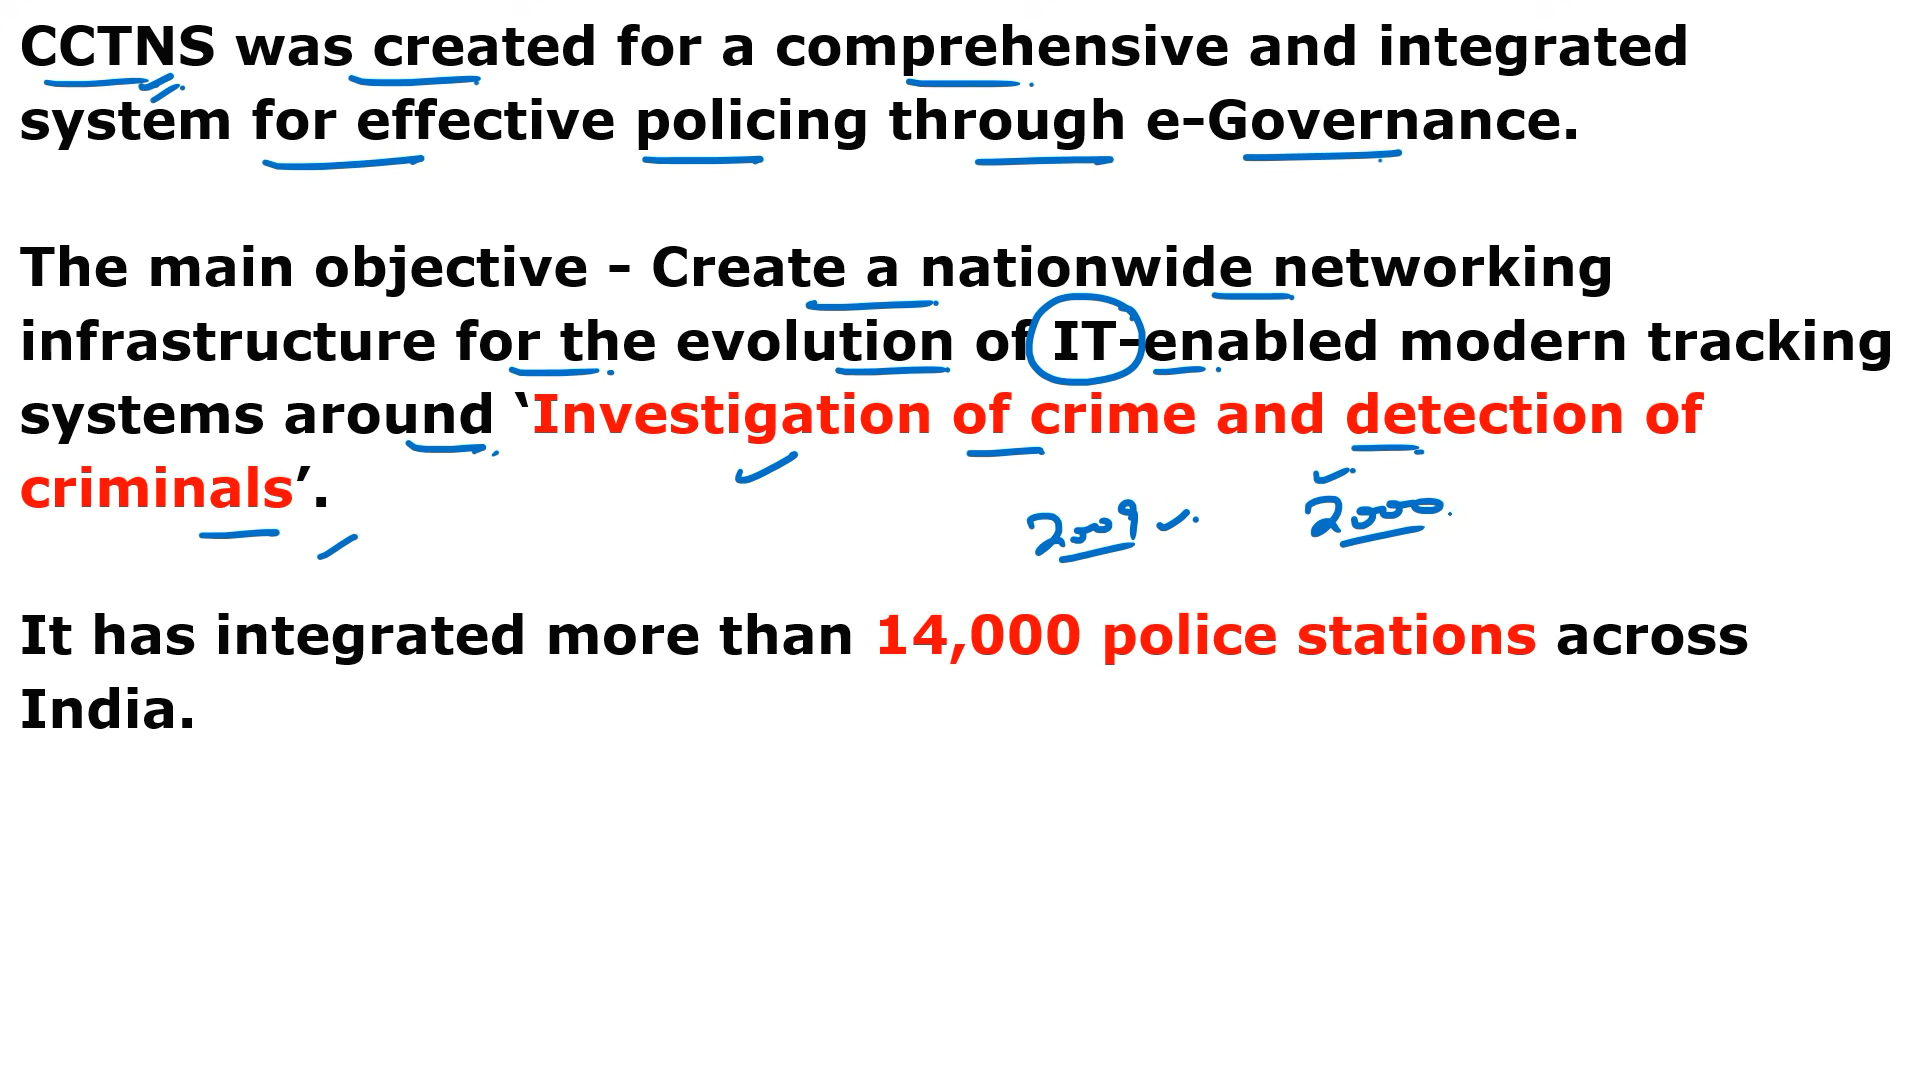 CCTNS was created for a comprehensive and integrated
system for effective policing through e-Governance.
The main objective – Create a nationwide networking
infrastructure for the evolution of IT-enabled modern tracking
systems around ‘Investigation of crime and detection of
criminals’.
2009 2000
It has integrated more than 14,000 police stations across
India.